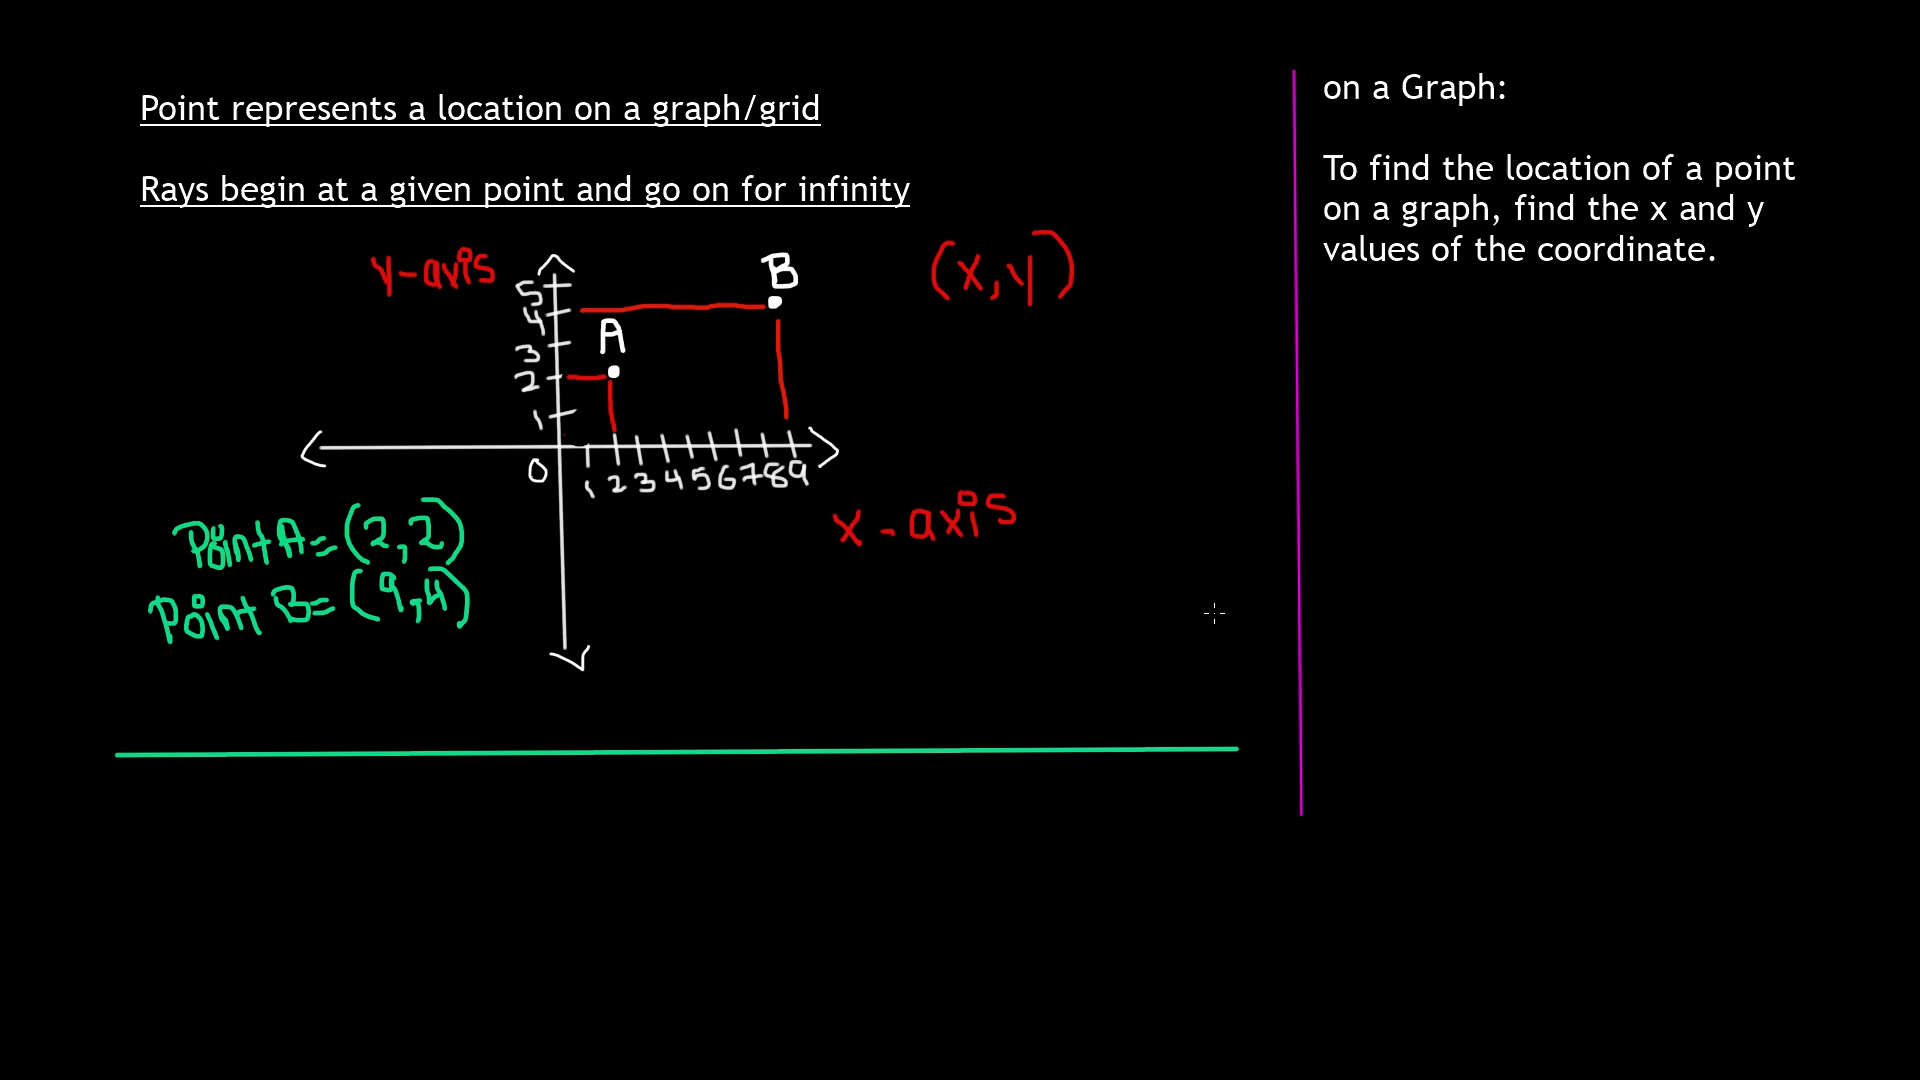 Point represents a location on a graph/grid
Rays begin at a given point and go on for infinity
y-axis
(x,y)
B
5
4
A
3
2
1
0
1 2 3 4 5 6 7 8 9
x-axis
Point A=(2,2)
Point B=(9,4)
on a Graph:
To find the location of a point
on a graph, find the x and y
values of the coordinate.